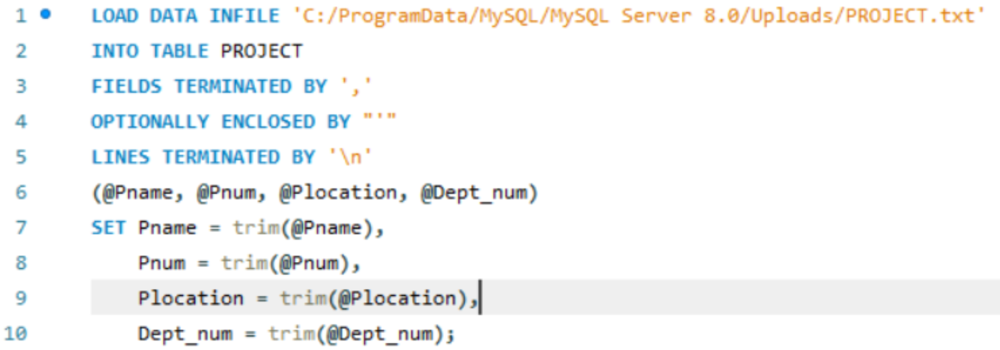 1 LOAD DATA INFILE 'C:/ProgramData/MySQL/MySQL Server 8.0/Uploads/PROJECT.txt'
2 INTO TABLE PROJECT
3 FIELDS TERMINATED BY ','
4 OPTIONALLY ENCLOSED BY "'"
5 LINES TERMINATED BY '\n'
6 (@Pname, @Pnum, @Plocation, @Dept_num)
7 SET Pname = trim(@Pname),
8 Pnum = trim(@Pnum),
9 Plocation = trim(@Plocation),
10 Dept_num = trim(@Dept_num);